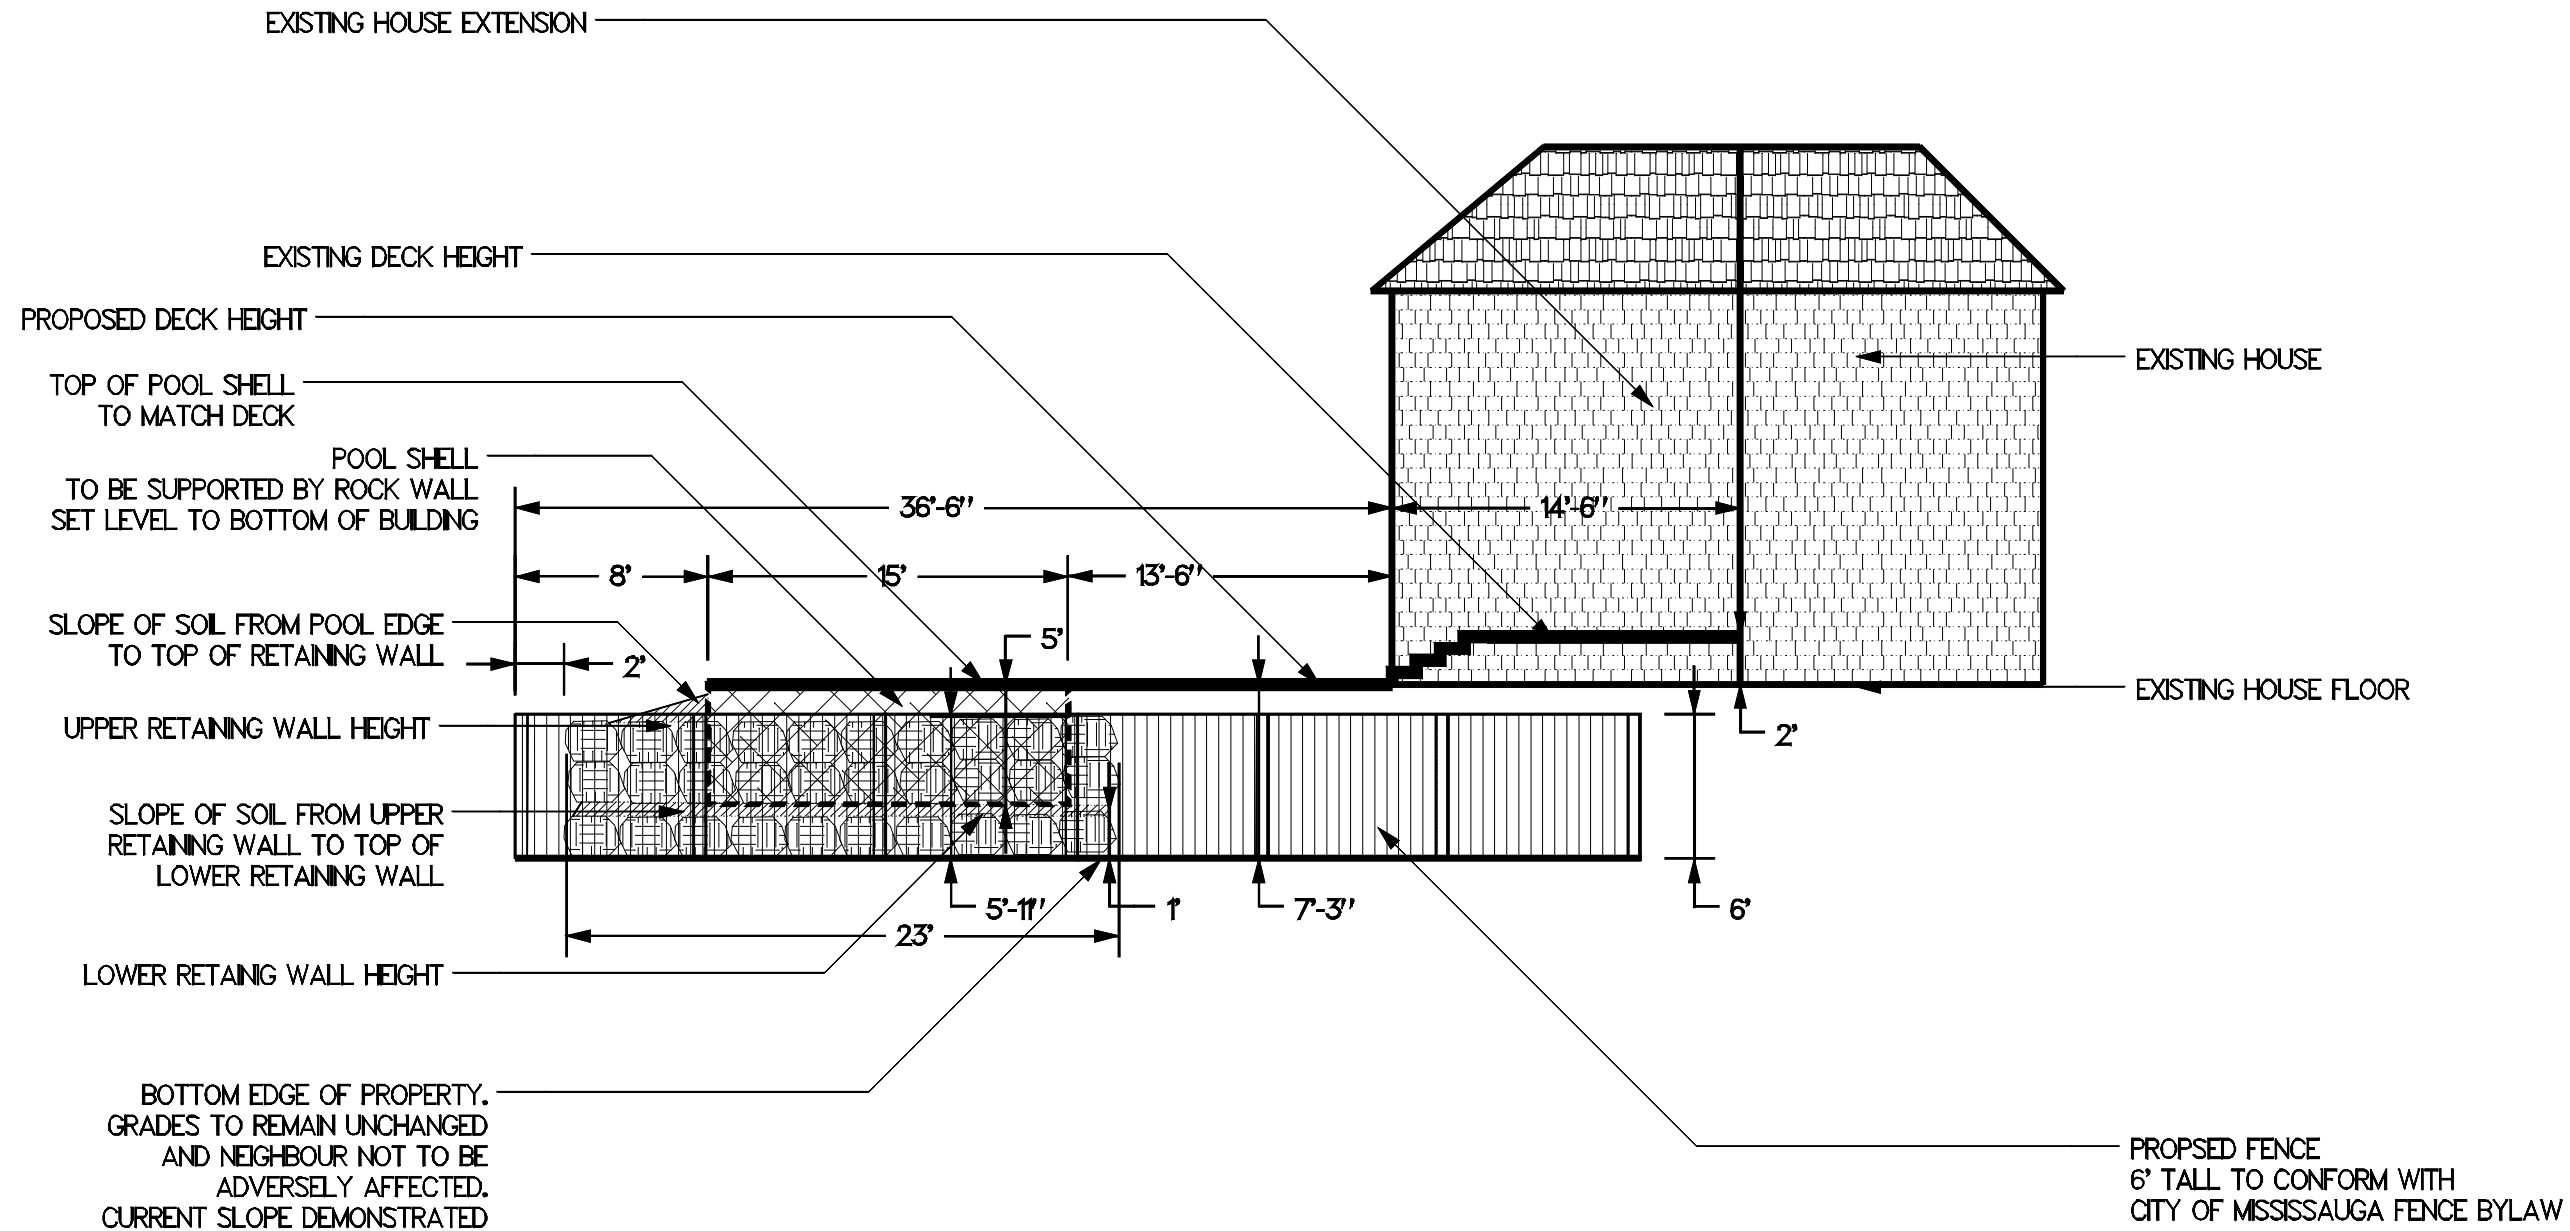 EXISTING HOUSE EXTENSION
EXISTING DECK HEIGHT
PROPOSED DECK HEIGHT
EXISTING HOUSE
TOP OF POOL SHELL
TO MATCH DECK
POOL SHELL
TO BE SUPPORTED BY ROCK WALL
SET LEVEL TO BOTTOM OF BUILDING
36'-6"
14'-6"
8'
15'
13'-6"
SLOPE OF SOIL FROM POOL EDGE
TO TOP OF RETAINING WALL
2'
5'
EXISTING HOUSE FLOOR
UPPER RETAINING WALL HEIGHT
2'
SLOPE OF SOIL FROM UPPER
RETAINING WALL TO TOP OF
LOWER RETAINING WALL
5'-11"
1'
7'-3"
6'
23'
LOWER RETAING WALL HEIGHT
BOTTOM EDGE OF PROPERTY.
GRADES TO REMAIN UNCHANGED
AND NEIGHBOUR NOT TO BE
ADVERSELY AFFECTED.
CURRENT SLOPE DEMONSTRATED
PROPSED FENCE
6' TALL TO CONFORM WITH
CITY OF MISSISSAUGA FENCE BYLAW